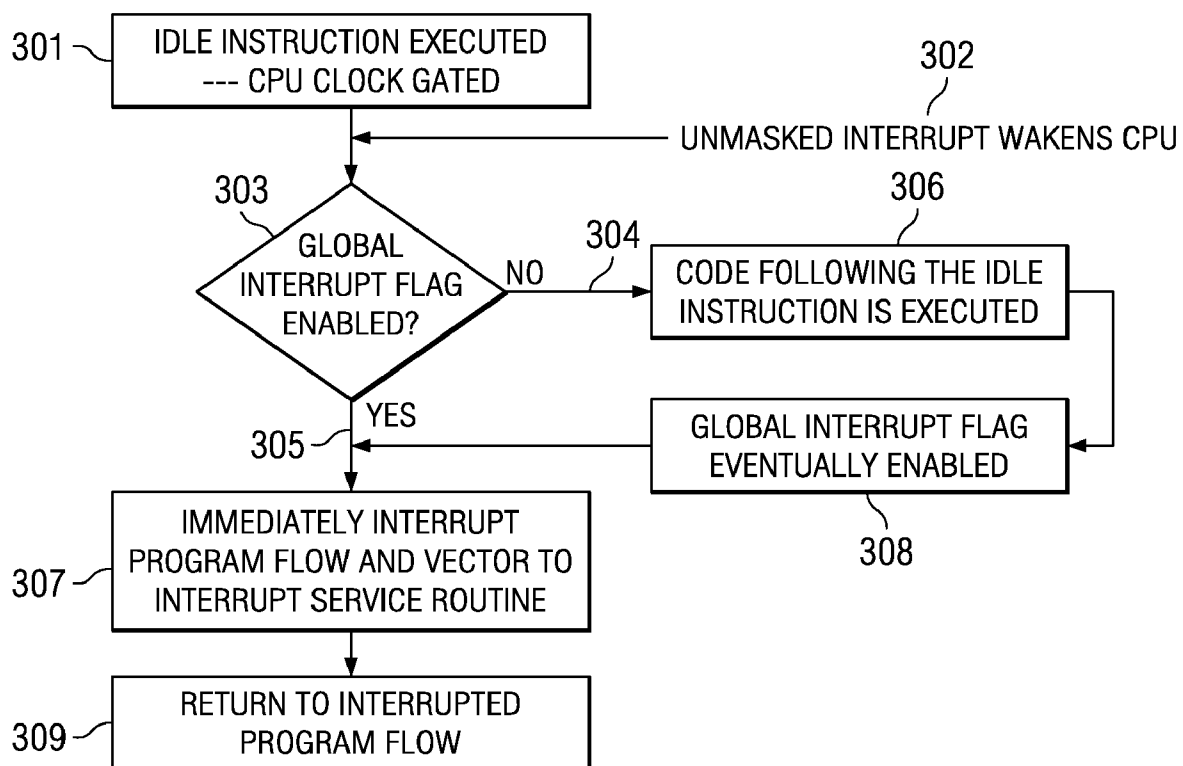 301
IDLE INSTRUCTION EXECUTED
--- CPU CLOCK GATED
302
UNMASKED INTERRUPT WAKENS CPU
303
GLOBAL
INTERRUPT FLAG
ENABLED?
NO
304
306
CODE FOLLOWING THE IDLE
INSTRUCTION IS EXECUTED
YES
305
GLOBAL INTERRUPT FLAG
EVENTUALLY ENABLED
308
307
IMMEDIATELY INTERRUPT
PROGRAM FLOW AND VECTOR TO
INTERRUPT SERVICE ROUTINE
309
RETURN TO INTERRUPTED
PROGRAM FLOW